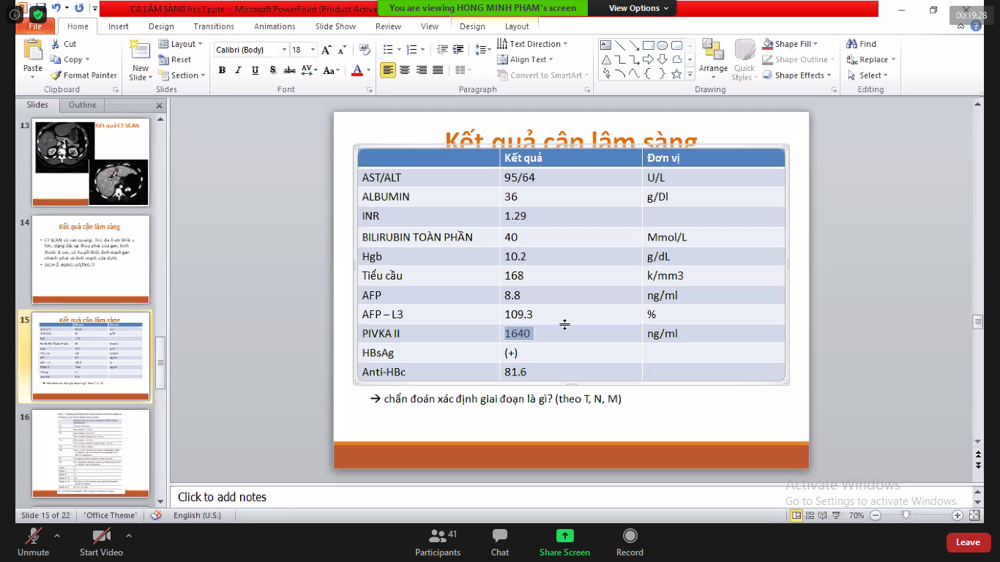 CA LÂM SÀNG hcc1.pptx - Microsoft PowerPoint (Product Activa
You are viewing HONG MINH PHAM's screen
View Options
00:19:28
File Home Insert Design Transitions Animations Slide Show Review View Design Layout
Paste
Cut
Copy
Format Painter
Clipboard
New Slide
Layout
Reset
Section
Slides
Calibri (Body) 18
Font
Text Direction
Align Text
Convert to SmartArt
Paragraph
Arrange
Quick Styles
Shape Fill
Shape Outline
Shape Effects
Drawing
Find
Replace
Select
Editing
Slides Outline
13
Kết quả CT SCAN
14
Kết quả cận lâm sàng
• CT SCAN có cản quang: hcc đa ổ với khối u
lớn, dạng đặc tại thùy phải của gan, kích
thước 8 cm, có huyết khối tĩnh mạch gan
nhánh phải và tĩnh mạch cửa dưới.
• DỊCH Ổ BỤNG LƯỢNG ÍT
15
Kết quả cận lâm sàng
16
Kết quả cận lâm sàng
Kết quả Đơn vị
AST/ALT 95/64 U/L
ALBUMIN 36 g/Dl
INR 1.29
BILIRUBIN TOÀN PHẦN 40 Mmol/L
Hgb 10.2 g/dL
Tiểu cầu 168 k/mm3
AFP 8.8 ng/ml
AFP – L3 109.3 %
PIVKA II 1640 ng/ml
HBsAg (+)
Anti-HBc 81.6
→ chẩn đoán xác định giai đoạn là gì? (theo T, N, M)
Click to add notes
Activate Windows
Go to Settings to activate Windows.
Slide 15 of 22 "Office Theme" English (U.S.) 70%
Unmute Start Video Participants 41 Chat Share Screen Record Leave